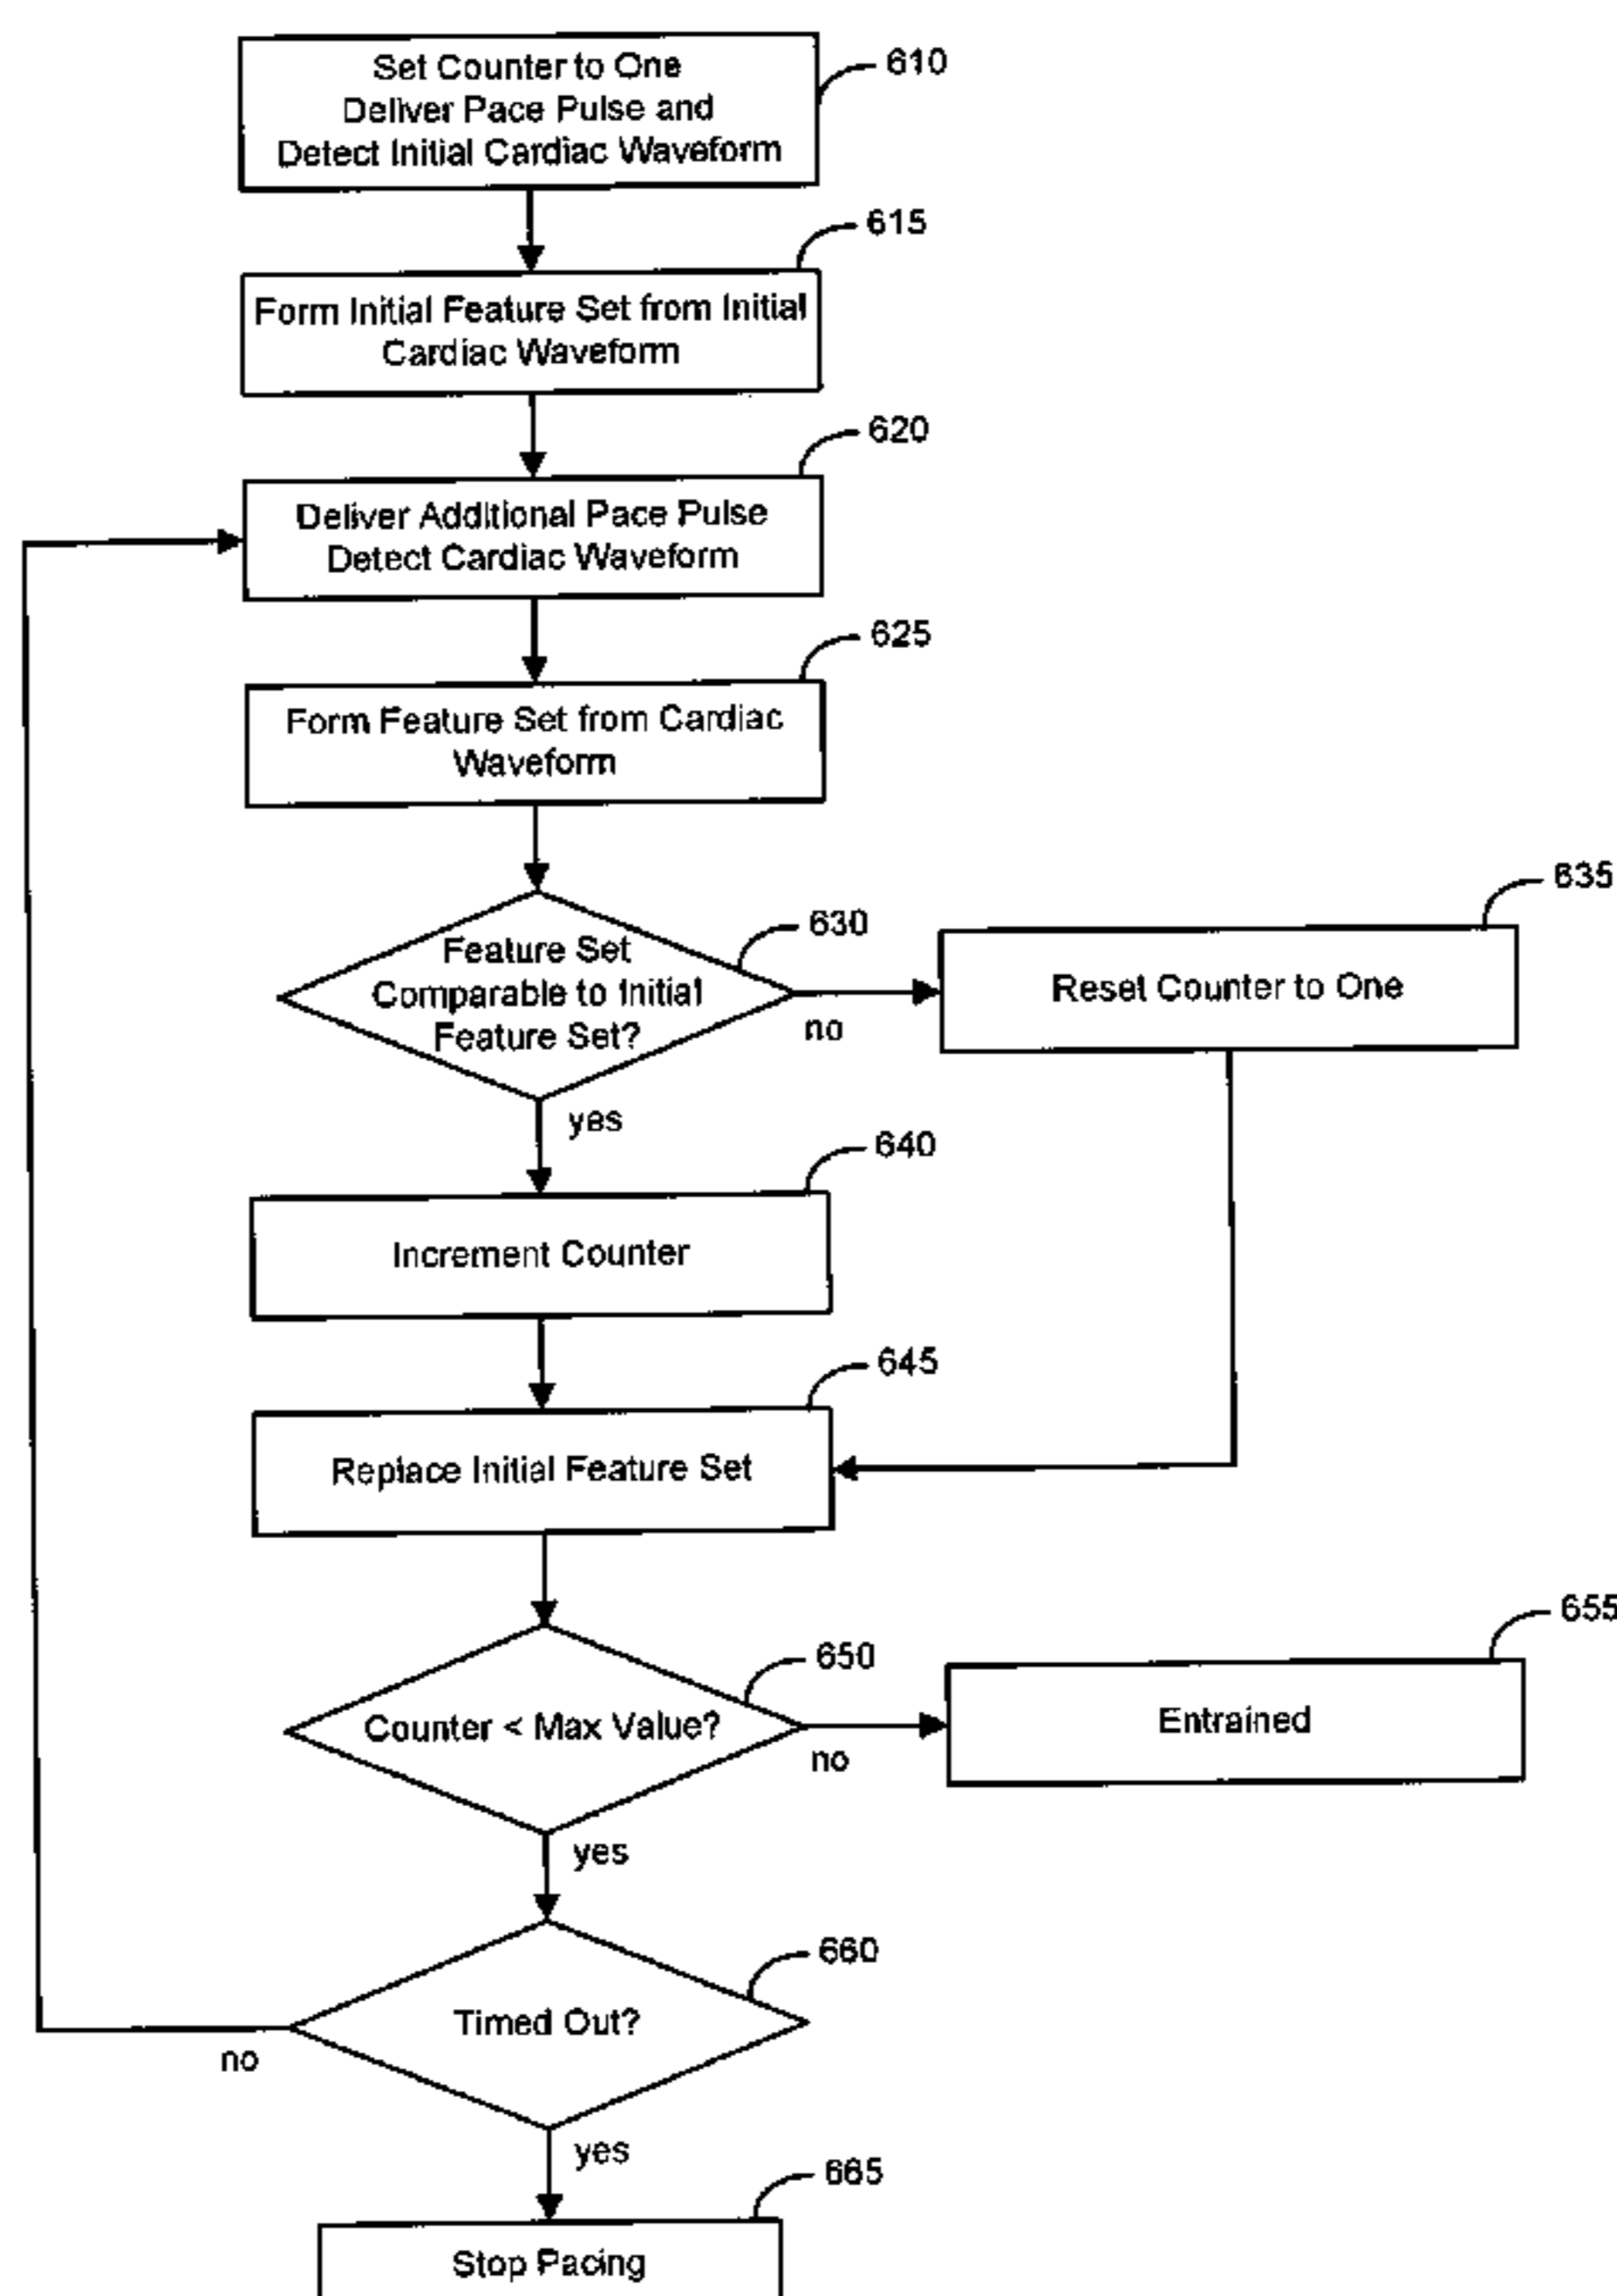 Set Counter to One
Deliver Pace Pulse and
Detect Initial Cardiac Waveform
610
615
Form Initial Feature Set from Initial
Cardiac Waveform
620
Deliver Additional Pace Pulse
Detect Cardiac Waveform
625
Form Feature Set from Cardiac
Waveform
635
630
Feature Set
Comparable to Initial
Feature Set?
no
Reset Counter to One
yes
640
Increment Counter
645
Replace Initial Feature Set
655
650
Counter < Max Value?
no
Entrained
yes
660
Timed Out?
no
yes
665
Stop Pacing